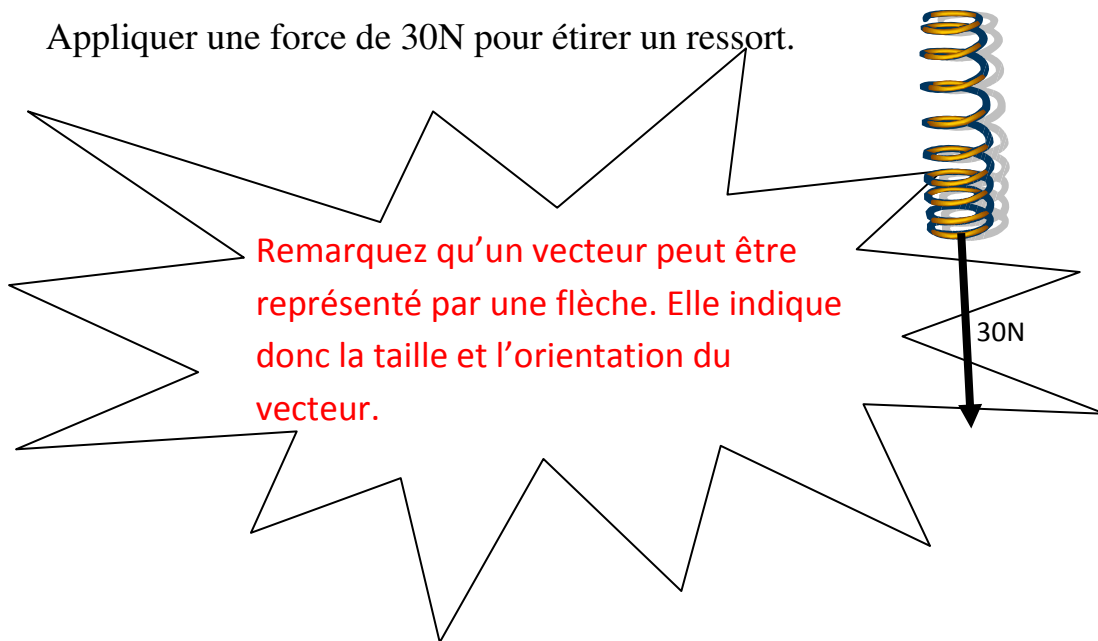 Appliquer une force de 30N pour étirer un ressort.
Remarquez qu’un vecteur peut être
représenté par une flèche. Elle indique
30N
donc la taille et l’orientation du
vecteur.